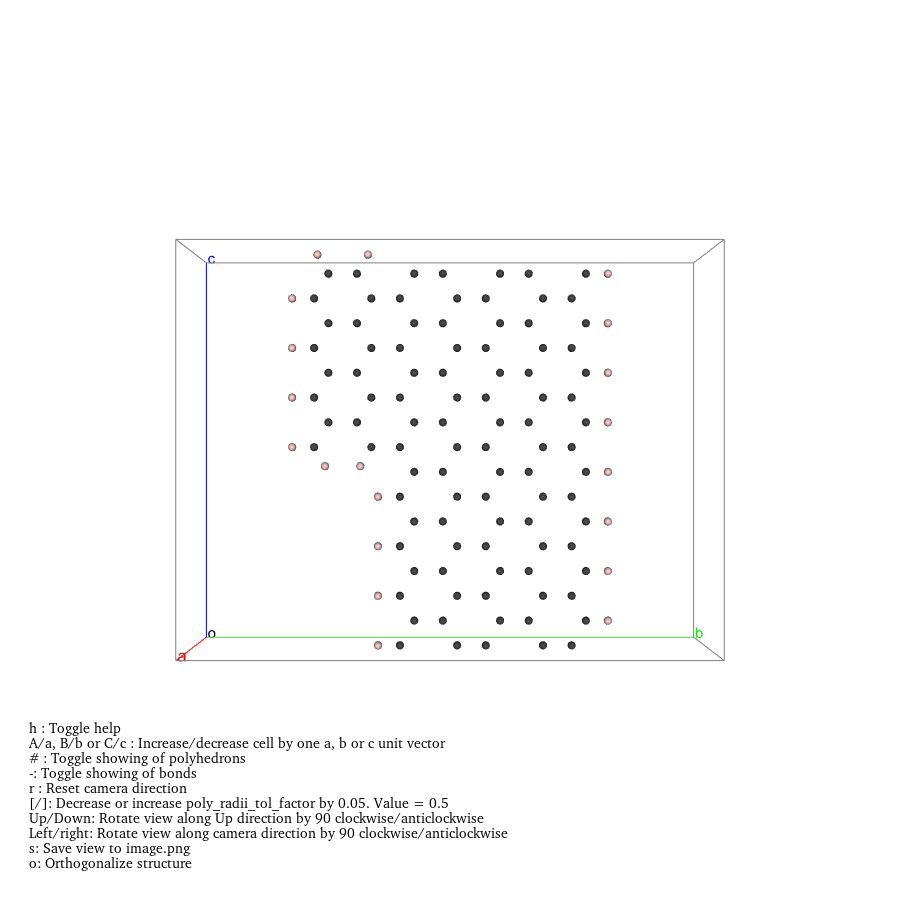 c
o
b
a
h : Toggle help
A/a, B/b or C/c : Increase/decrease cell by one a, b or c unit vector
# : Toggle showing of polyhedrons
-: Toggle showing of bonds
r : Reset camera direction
[/]: Decrease or increase poly_radii_tol_factor by 0.05. Value = 0.5
Up/Down: Rotate view along Up direction by 90 clockwise/anticlockwise
Left/right: Rotate view along camera direction by 90 clockwise/anticlockwise
s: Save view to image.png
o: Orthogonalize structure